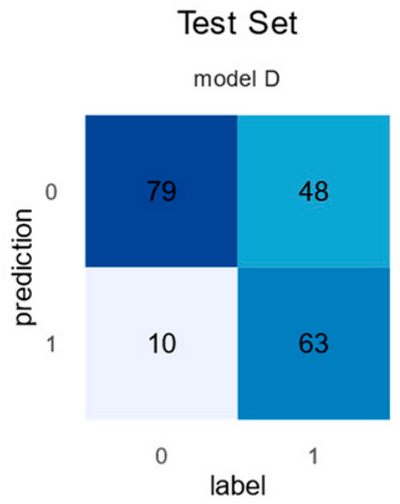 Test Set
model D
0 79 48
prediction
1 10 63
0 1
label